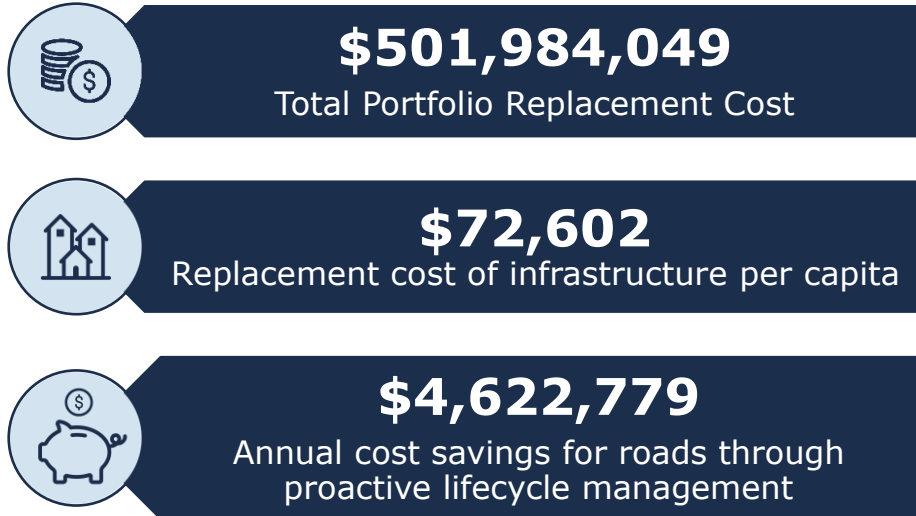 $501,984,049
Total Portfolio Replacement Cost
$72,602
Replacement cost of infrastructure per capita
$
$4,622,779
Annual cost savings for roads through
proactive lifecycle management
$